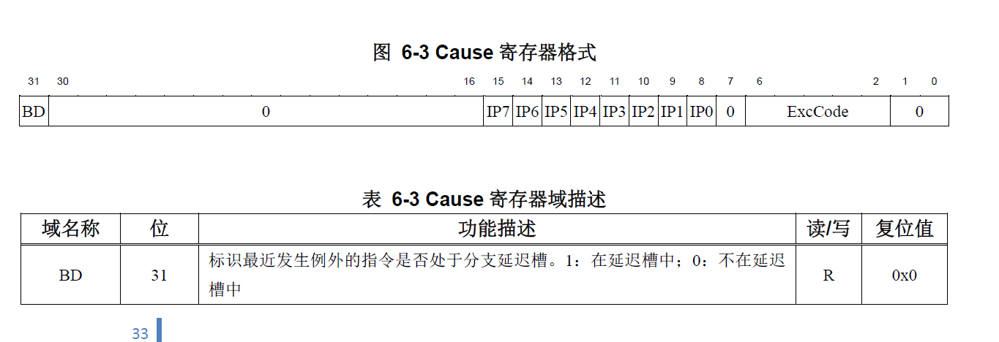 图 6-3 Cause 寄存器格式
31 30 16 15 14 13 12 11 10 9 8 7 6 2 1 0
BD 0 IP7 IP6 IP5 IP4 IP3 IP2 IP1 IP0 0 ExcCode 0
表 6-3 Cause 寄存器域描述
域名称 位 功能描述 读/写 复位值
BD 31 标识最近发生例外的指令是否处于分支延迟槽。1：在延迟槽中；0：不在延迟 R 0x0
槽中
33